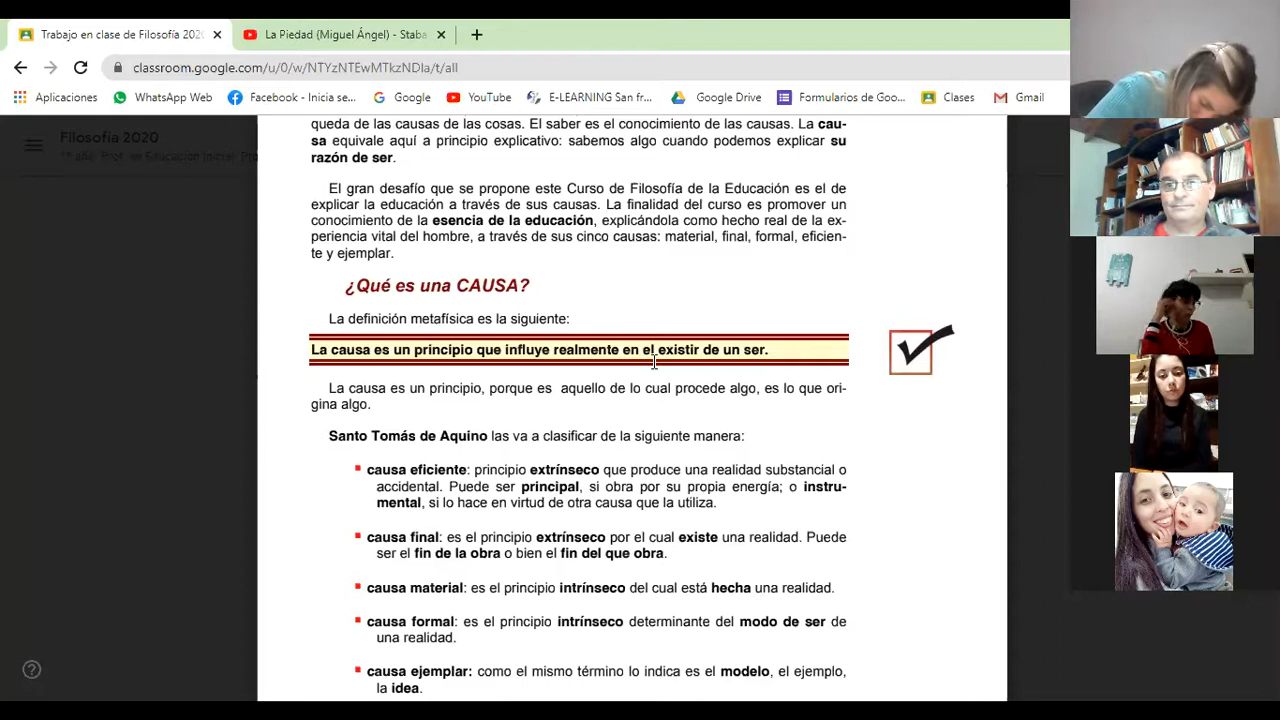 Trabajo en clase de Filosofía 202
La Piedad (Miguel Ángel) - Staba
classroom.google.com/u/0/w/NTYzNTEwMTkzNDIa/t/all
Aplicaciones WhatsApp Web Facebook - Inicia se... Google YouTube E-LEARNING San fr... Google Drive Formularios de Goo... Clases Gmail
Filosofía 2020
queda de las causas de las cosas. El saber es el conocimiento de las causas. La cau-
sa equivale aquí a principio explicativo: sabemos algo cuando podemos explicar su
razón de ser.
El gran desafío que se propone este Curso de Filosofía de la Educación es el de
explicar la educación a través de sus causas. La finalidad del curso es promover un
conocimiento de la esencia de la educación, explicándola como hecho real de la ex-
periencia vital del hombre, a través de sus cinco causas: material, final, formal, eficien-
te y ejemplar.
¿Qué es una CAUSA?
La definición metafísica es la siguiente:
La causa es un principio que influye realmente en el existir de un ser.
La causa es un principio, porque es aquello de lo cual procede algo, es lo que ori-
gina algo.
Santo Tomás de Aquino las va a clasificar de la siguiente manera:
causa eficiente: principio extrínseco que produce una realidad substancial o
accidental. Puede ser principal, si obra por su propia energía; o instru-
mental, si lo hace en virtud de otra causa que la utiliza.
causa final: es el principio extrínseco por el cual existe una realidad. Puede
ser el fin de la obra o bien el fin del que obra.
causa material: es el principio intrínseco del cual está hecha una realidad.
causa formal: es el principio intrínseco determinante del modo de ser de
una realidad.
causa ejemplar: como el mismo término lo indica es el modelo, el ejemplo,
la idea.